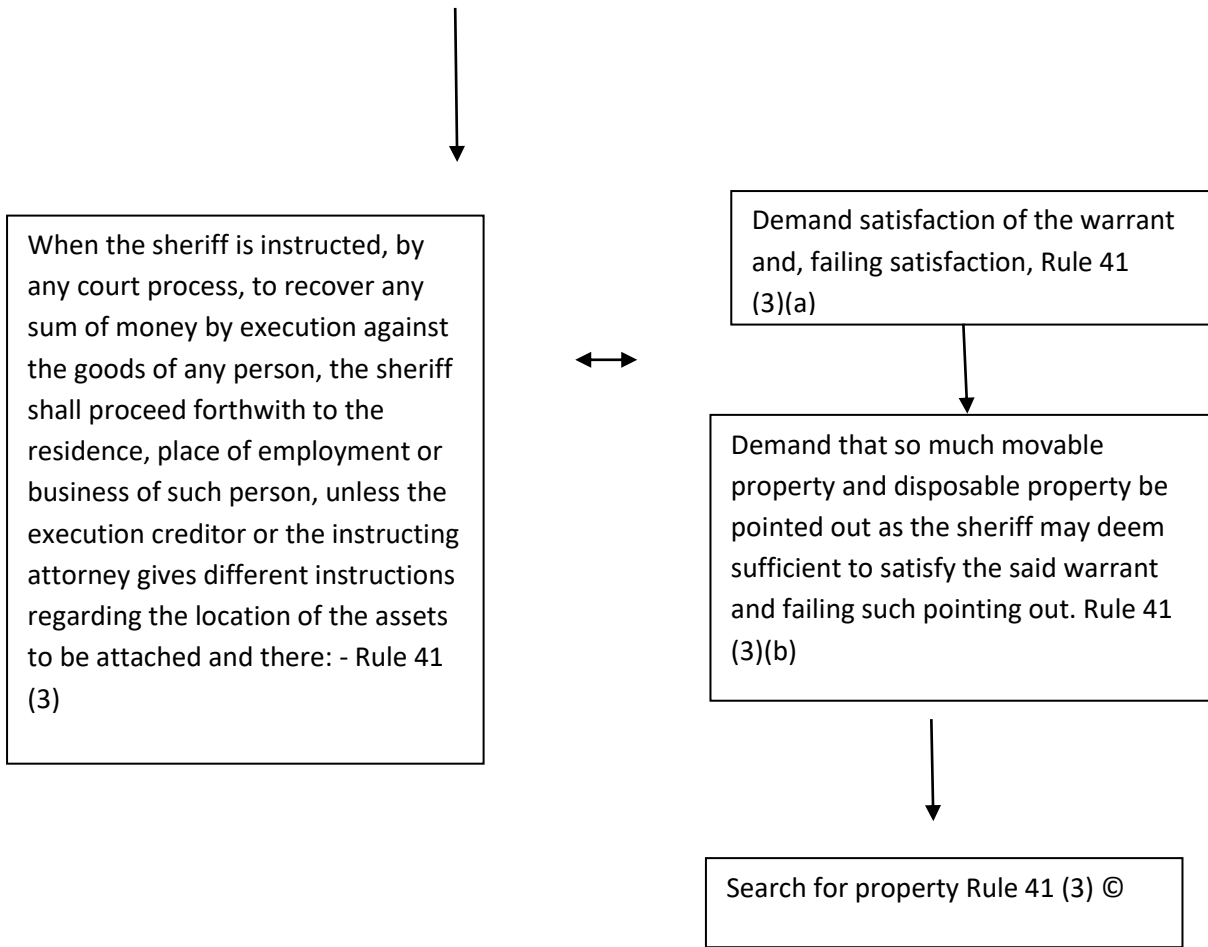 When the sheriff is instructed, by
any court process, to recover any
sum of money by execution against
the goods of any person, the sheriff
shall proceed forthwith to the
residence, place of employment or
business of such person, unless the
execution creditor or the instructing
attorney gives different instructions
regarding the location of the assets
to be attached and there: - Rule 41
(3)
Demand satisfaction of the warrant
and, failing satisfaction, Rule 41
(3)(a)
Demand that so much movable
property and disposable property be
pointed out as the sheriff may deem
sufficient to satisfy the said warrant
and failing such pointing out. Rule 41
(3)(b)
Search for property Rule 41 (3) ©